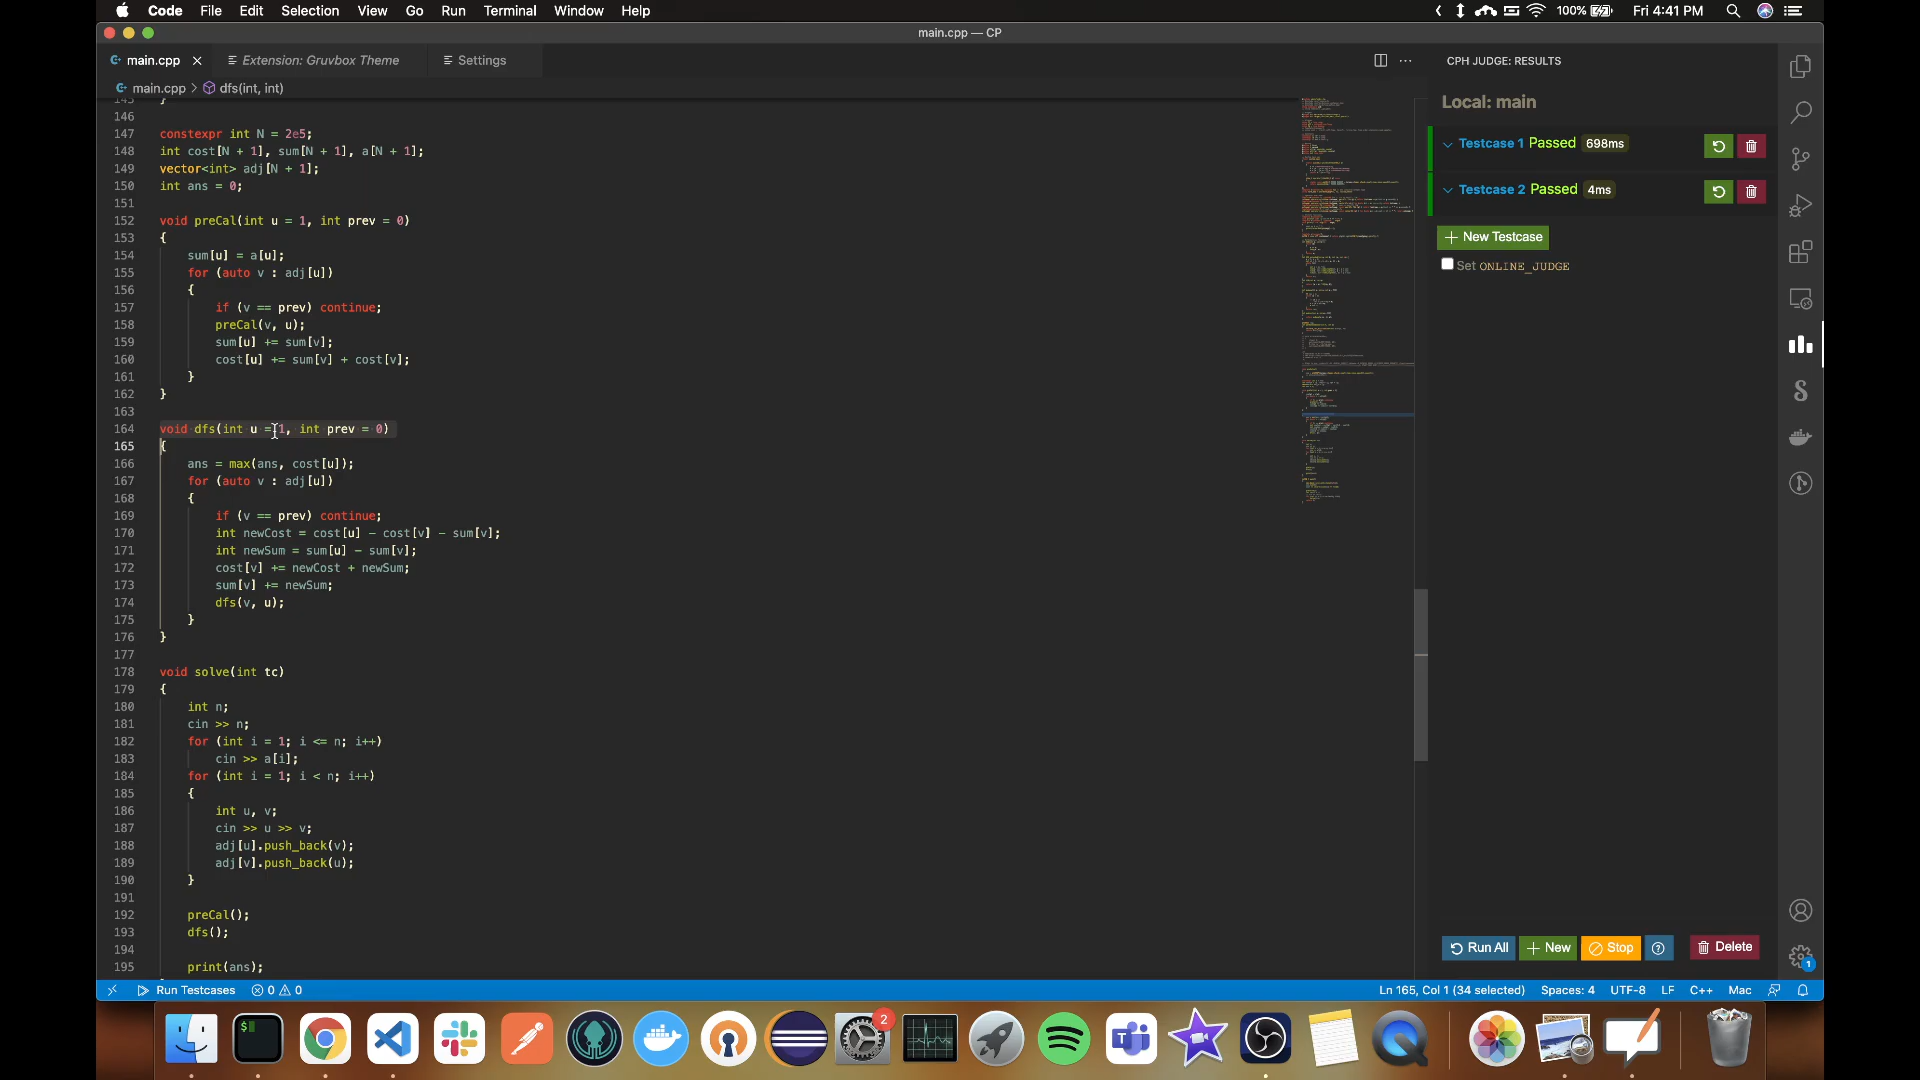 Code File Edit Selection View Go Run Terminal Window Help
100% Fri 4:41 PM
main.cpp — CP
main.cpp Extension: Gruvbox Theme Settings
main.cpp > dfs(int, int)
145 }
146
147 constexpr int N = 2e5;
148 int cost[N + 1], sum[N + 1], a[N + 1];
149 vector<int> adj[N + 1];
150 int ans = 0;
151
152 void preCal(int u = 1, int prev = 0)
153 {
154 sum[u] = a[u];
155 for (auto v : adj[u])
156 {
157 if (v == prev) continue;
158 preCal(v, u);
159 sum[u] += sum[v];
160 cost[u] += sum[v] + cost[v];
161 }
162 }
163
164 void dfs(int u = 1, int prev = 0)
165 {
166 ans = max(ans, cost[u]);
167 for (auto v : adj[u])
168 {
169 if (v == prev) continue;
170 int newCost = cost[u] - cost[v] - sum[v];
171 int newSum = sum[u] - sum[v];
172 cost[v] += newCost + newSum;
173 sum[v] += newSum;
174 dfs(v, u);
175 }
176 }
177
178 void solve(int tc)
179 {
180 int n;
181 cin >> n;
182 for (int i = 1; i <= n; i++)
183 cin >> a[i];
184 for (int i = 1; i < n; i++)
185 {
186 int u, v;
187 cin >> u >> v;
188 adj[u].push_back(v);
189 adj[v].push_back(u);
190 }
191
192 preCal();
193 dfs();
194
195 print(ans);
CPH JUDGE: RESULTS
Local: main
Testcase 1 Passed 698ms
Testcase 2 Passed 4ms
+ New Testcase
Set ONLINE_JUDGE
Run All + New Stop Delete
1
Run Testcases 0 0
Ln 165, Col 1 (34 selected) Spaces: 4 UTF-8 LF C++ Mac
$
2